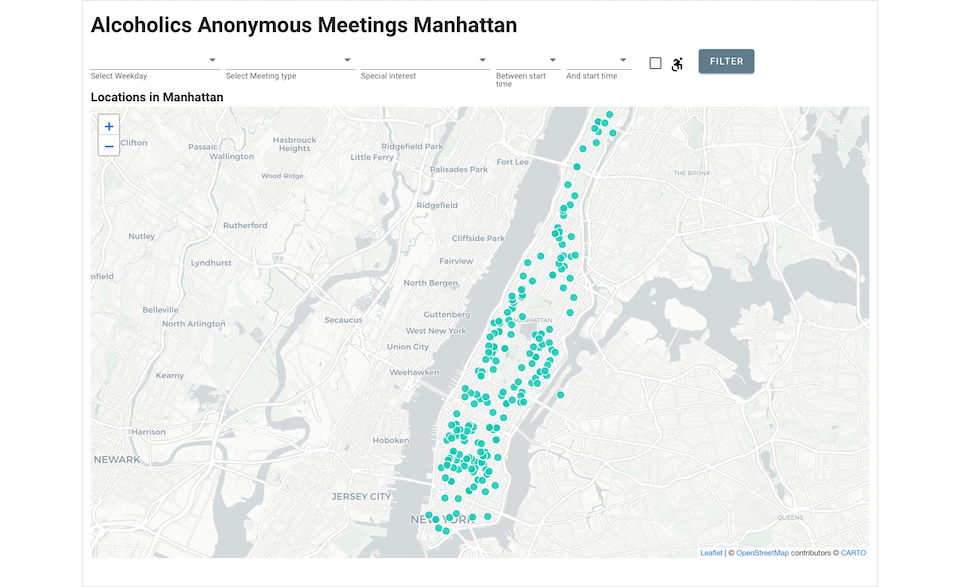 Alcoholics Anonymous Meetings Manhattan
Select Weekday
Select Meeting type
Special interest
Between start
time
And start time
FILTER
Locations in Manhattan
+
−
Clifton
Passaic
Wallington
Hasbrouck
Heights
Ridgefield Park
Little Ferry
Fort Lee
Palisades Park
THE BRONX
Wood-Ridge
Ridgefield
Rutherford
Nutley
Cliffside Park
Lyndhurst
Fairview
mfield
North Bergen
Belleville
North Arlington
Secaucus
Guttenberg
West New York
Union City
Kearny
Weehawken
Harrison
Hoboken
NEWARK
JERSEY CITY
NEW YORK
QUEENS
Leaflet | © OpenStreetMap contributors © CARTO